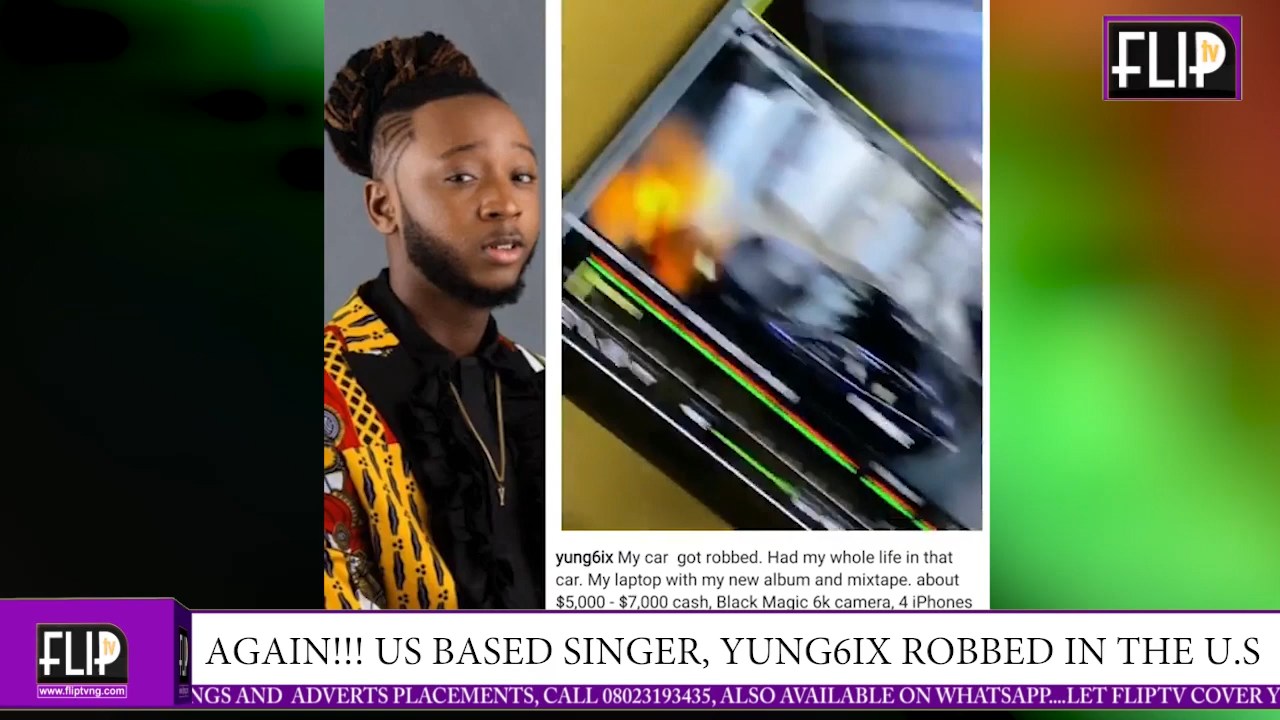 FLIP tv
yung6ix My car got robbed. Had my whole life in that
car. My laptop with my new album and mixtape. about
$5,000 - $7,000 cash, Black Magic 6k camera, 4 iPhones
FLIP tv
www.fliptvng.com
AGAIN!!! US BASED SINGER, YUNG6IX ROBBED IN THE U.S
NGS AND ADVERTS PLACEMENTS, CALL 08023193435, ALSO AVAILABLE ON WHATSAPP....LET FLIPTV COVER Y